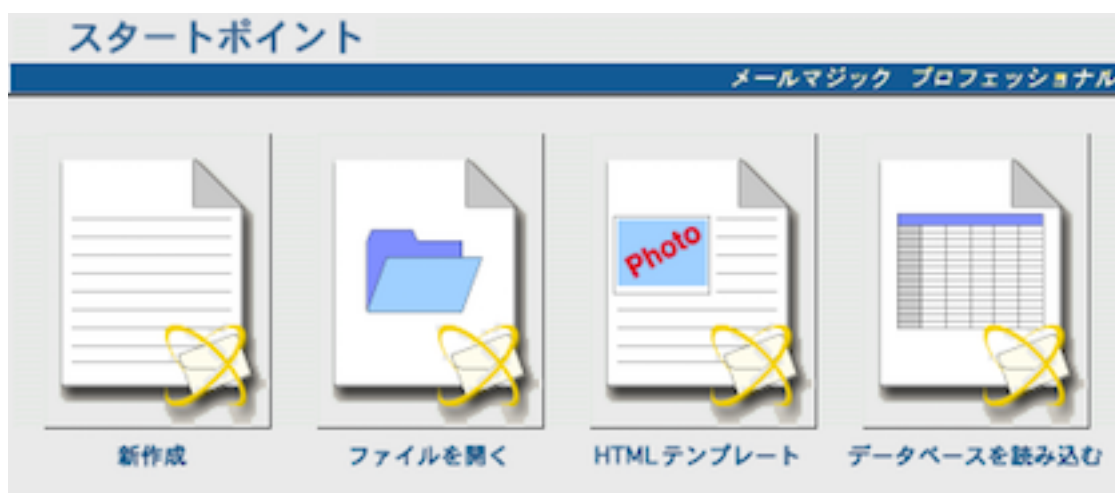 スタートポイント
メールマジック プロフェッショナル
Photo
新作成
ファイルを開く
HTMLテンプレート
データベースを読み込む